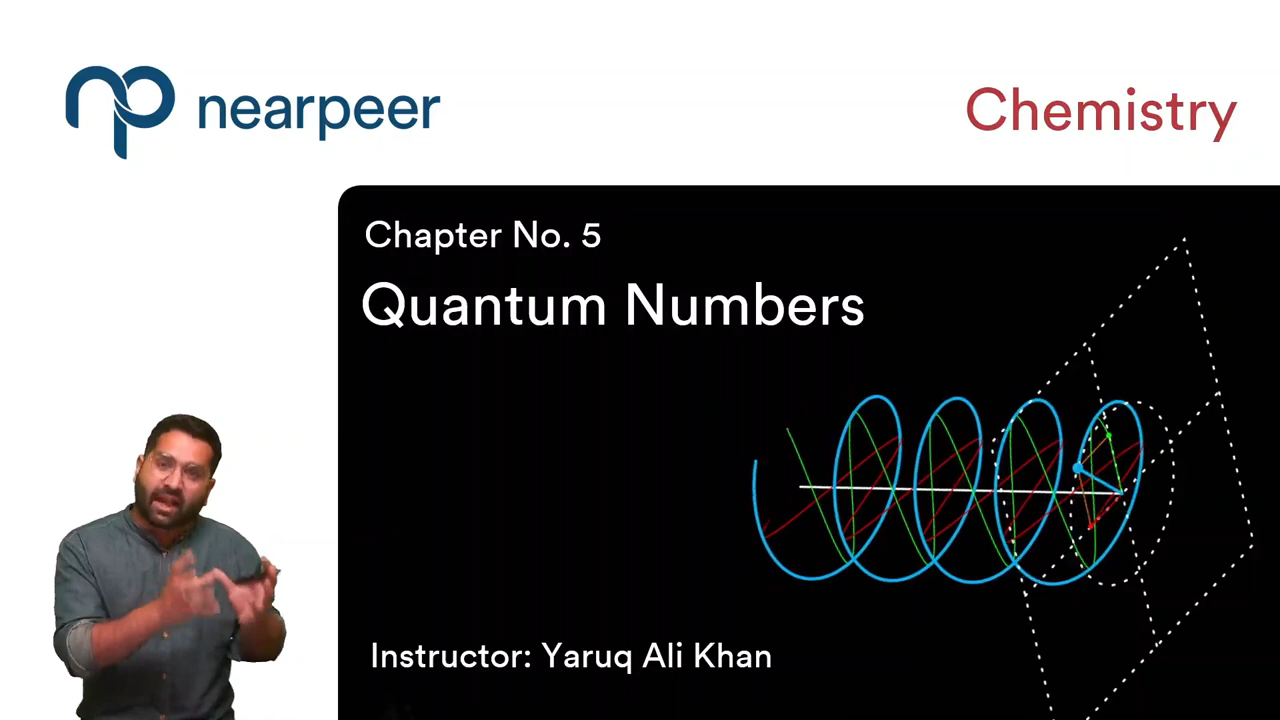 nearpeer
Chemistry
Chapter No. 5
Quantum Numbers
Instructor: Yaruq Ali Khan